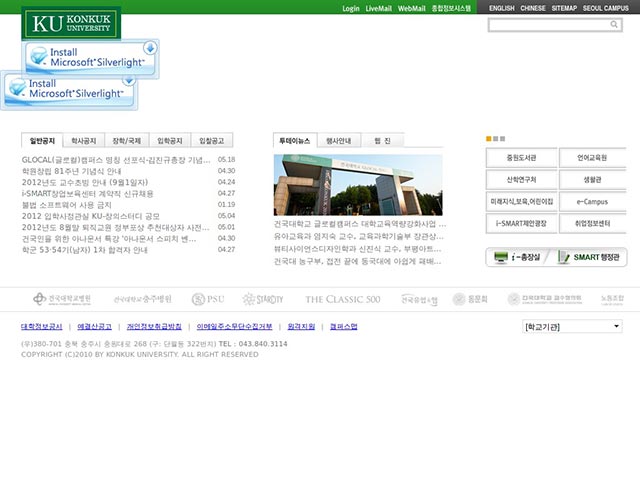 Login LiveMail WebMail 종합정보시스템 ENGLISH CHINESE SITEMAP SEOUL CAMPUS
KU KONKUK UNIVERSITY
Install Microsoft® Silverlight™
Install Microsoft® Silverlight™
일반공지 학사공지 장학/국제 입학공지 입찰공고
GLOCAL(글로컬)캠퍼스 명칭 선포식-김진규총장 기념... 05.18
학원창립 81주년 기념식 안내 04.30
2012년도 교수초빙 안내 (9월1일자) 04.24
i-SMART창업보육센터 계약직 신규채용 04.27
불법 소프트웨어 사용 금지 01.19
2012 입학사정관실 KU-창의스터디 공모 05.04
2012년도 8월말 퇴직교원 정부포상 추천대상자 사전... 05.01
건국인을 위한 아나운서 특강 '아나운서 스피치 벤... 04.30
학군 53·54기(남자) 1차 합격자 안내 04.27
투데이뉴스 행사안내 웹 진
건국대학교 글로컬캠퍼스 대학교육역량강화사업 ...
유아교육과 염지숙 교수, 교육과학기술부 장관상...
뷰티사이언스디자인학과 신진식 교수, 부평아트...
건국대 농구부, 접전 끝에 동국대에 아쉽게 패해...
중원도서관 언어교육원
산학연구처 생활관
미래지식,보육,어린이집 e-Campus
i-SMART제안광장 취업정보센터
i-총장실 SMART 행정관
건국대학교병원 건국대학교충주병원 PSU STARCITY THE CLASSIC 500 건국유업&햄 동문회 노동조합
대학정보공시 | 예결산공고 | 개인정보취급방침 | 이메일주소무단수집거부 | 원격지원 | 캠퍼스맵
[학교기관]
(우)380-701 충북 충주시 충원대로 268 (구: 단월동 322번지) TEL : 043.840.3114
COPYRIGHT (C)2010 BY KONKUK UNIVERSITY. ALL RIGHT RESERVED